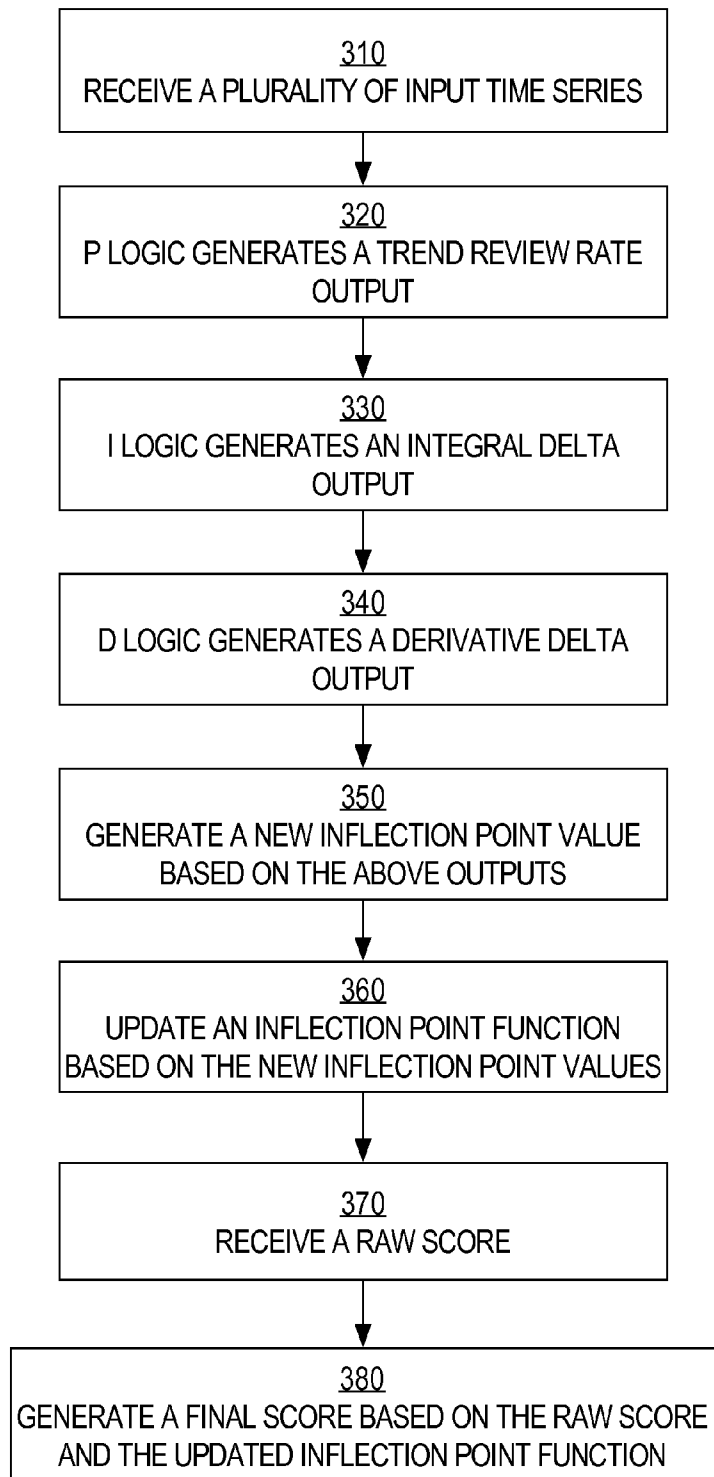 310
RECEIVE A PLURALITY OF INPUT TIME SERIES
320
P LOGIC GENERATES A TREND REVIEW RATE
OUTPUT
330
I LOGIC GENERATES AN INTEGRAL DELTA
OUTPUT
340
D LOGIC GENERATES A DERIVATIVE DELTA
OUTPUT
350
GENERATE A NEW INFLECTION POINT VALUE
BASED ON THE ABOVE OUTPUTS
360
UPDATE AN INFLECTION POINT FUNCTION
BASED ON THE NEW INFLECTION POINT VALUES
370
RECEIVE A RAW SCORE
380
GENERATE A FINAL SCORE BASED ON THE RAW SCORE
AND THE UPDATED INFLECTION POINT FUNCTION